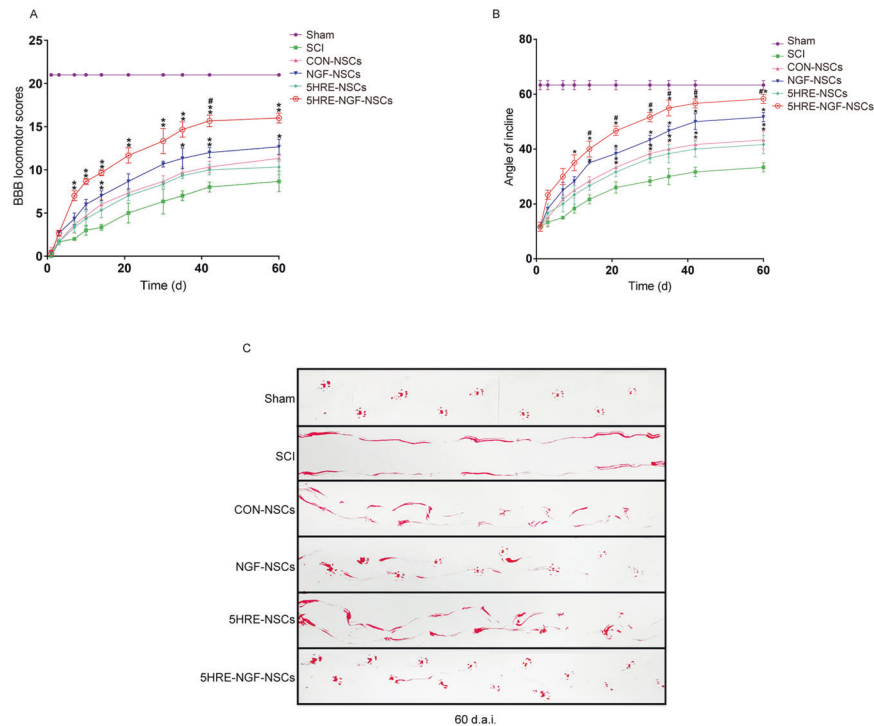 A
Sham
SCI
CON-NSCs
NGF-NSCs
5HRE-NSCs
5HRE-NGF-NSCs
BBB locomotor scores
25
20
15
10
5
0
0
20
40
60
Time (d)
#
**
**
**
**
*
**
**
**
*
*
**
*
B
Sham
SCI
CON-NSCs
NGF-NSCs
5HRE-NSCs
5HRE-NGF-NSCs
Angle of incline
80
60
40
20
0
0
20
40
60
Time (d)
#
*
#
*
#
*
#
*
#
*
#*
*
C
Sham
SCI
CON-NSCs
NGF-NSCs
5HRE-NSCs
5HRE-NGF-NSCs
60 d.a.i.